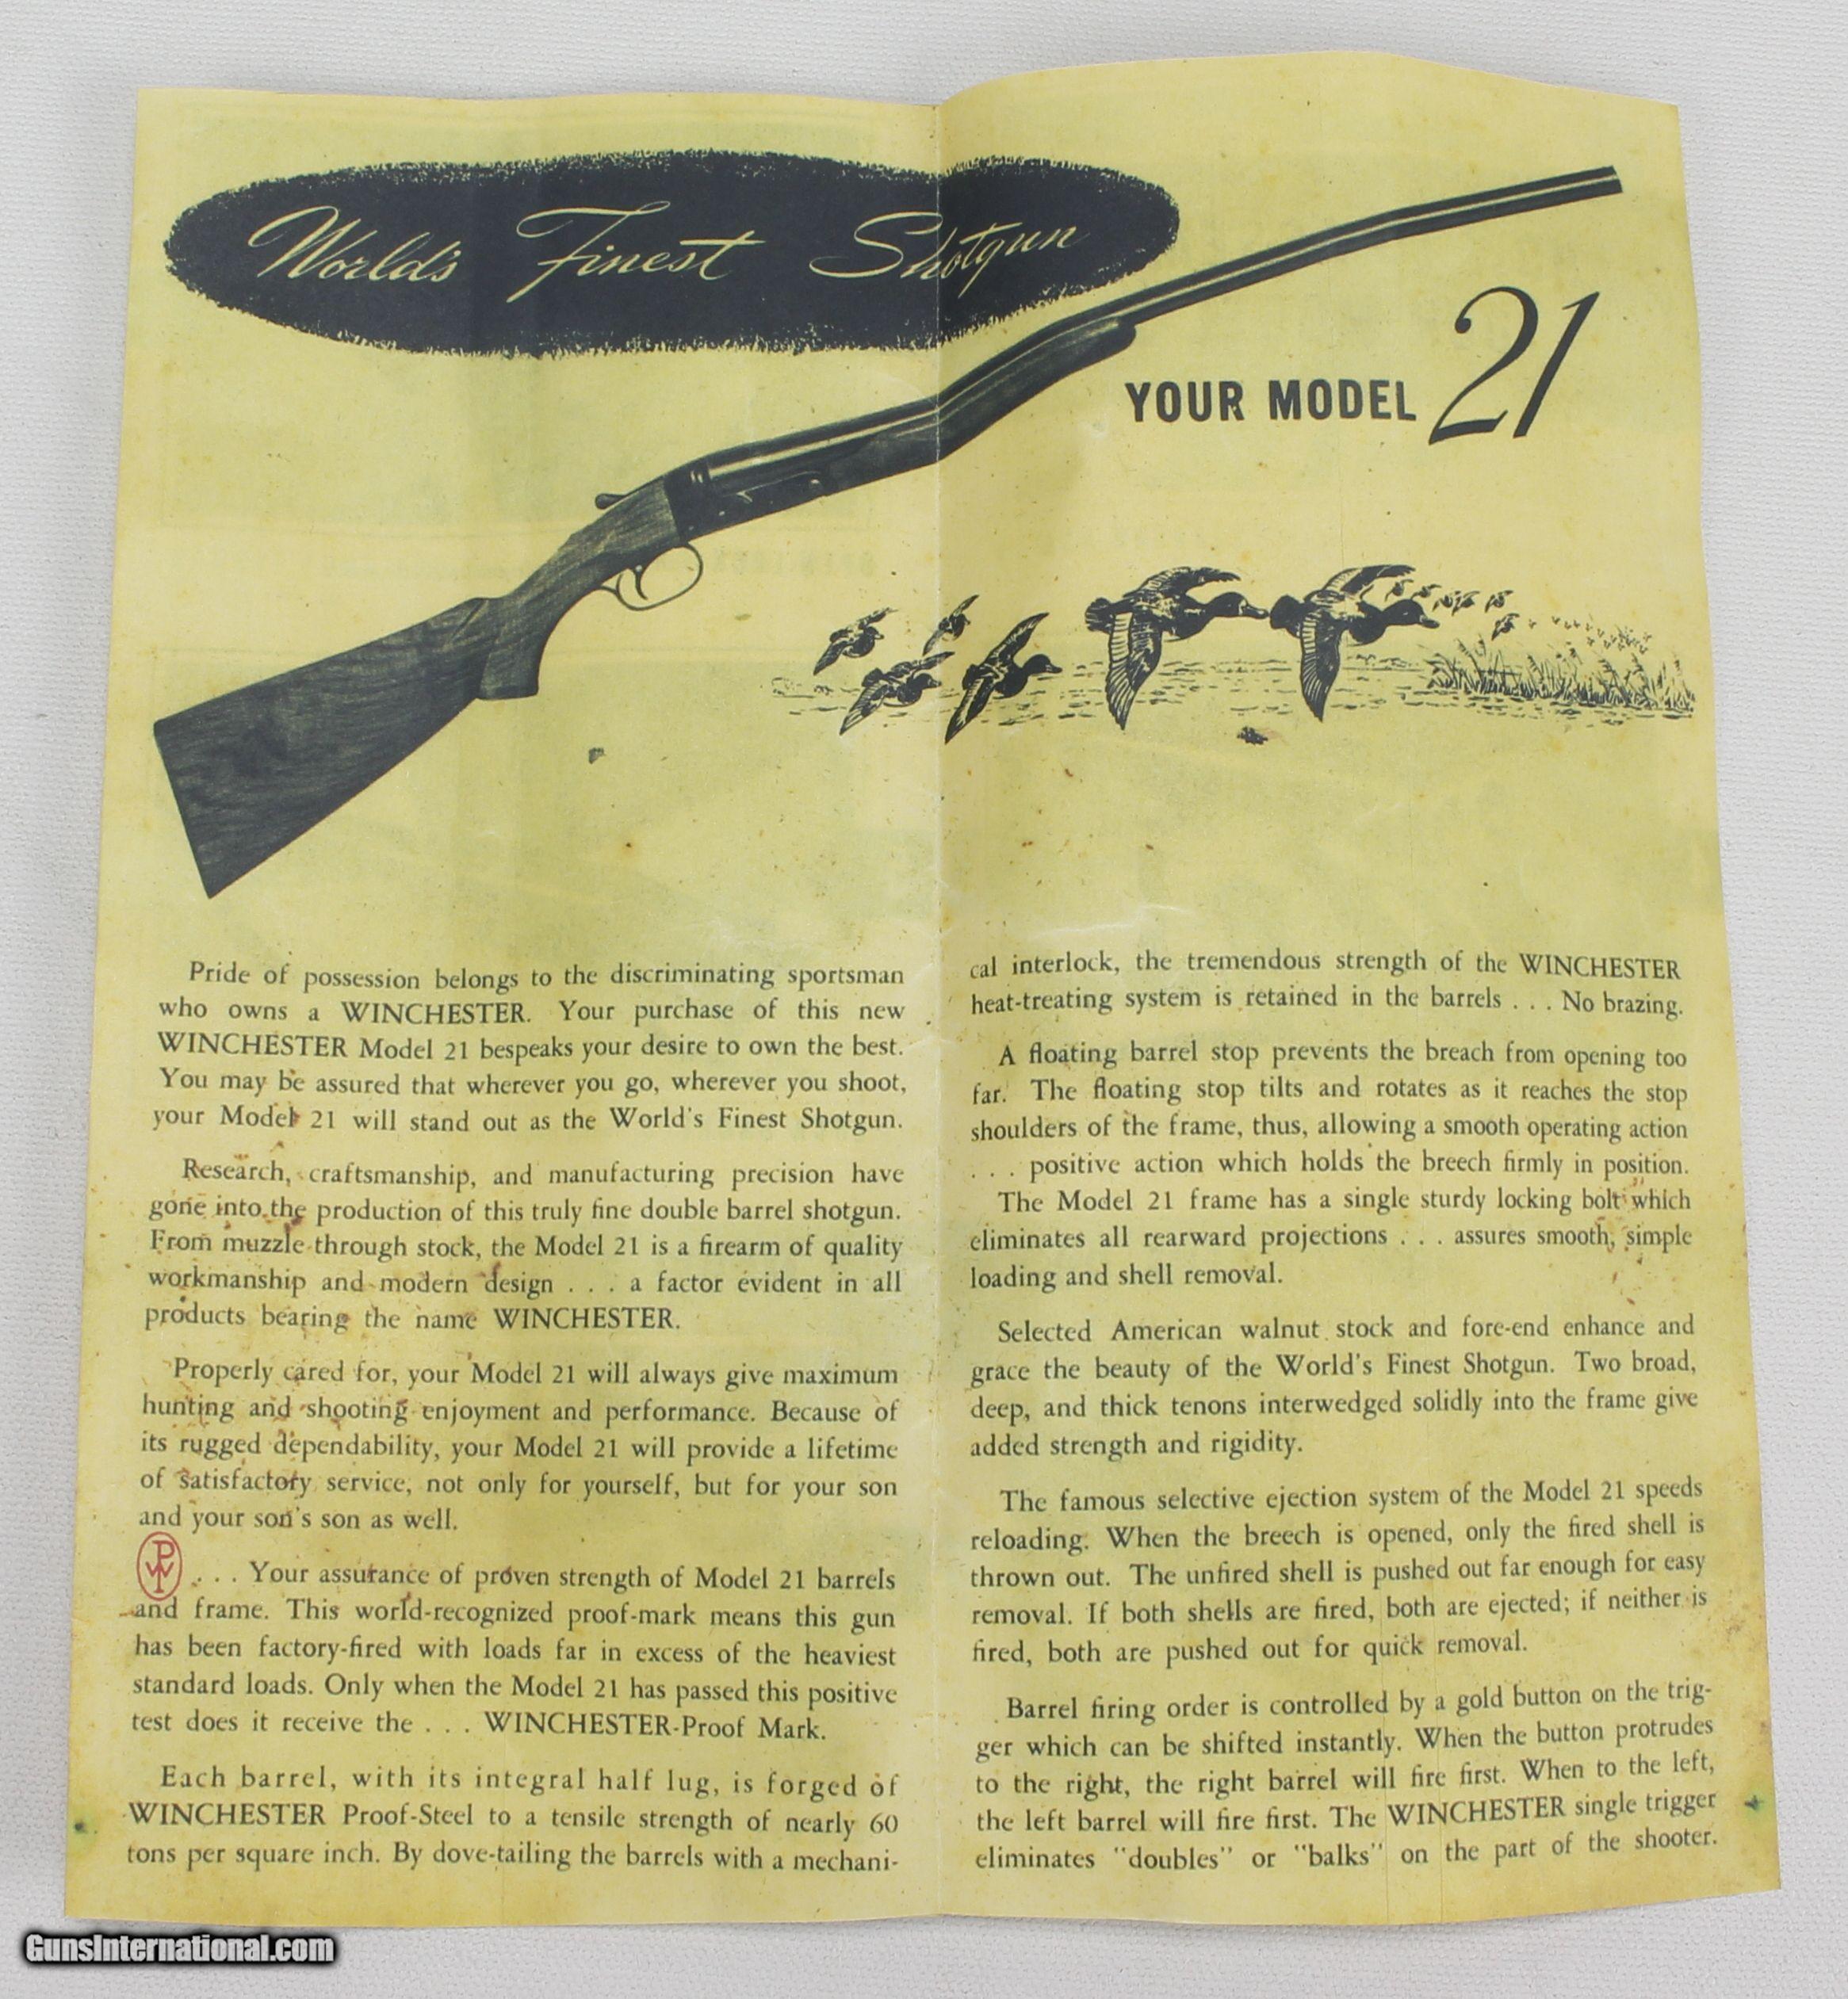 World's Finest Shotgun
YOUR MODEL 21
Pride of possession belongs to the discriminating sportsman
who owns a WINCHESTER. Your purchase of this new
WINCHESTER Model 21 bespeaks your desire to own the best.
You may be assured that wherever you go, wherever you shoot,
your Model 21 will stand out as the World's Finest Shotgun.
Research, craftsmanship, and manufacturing precision have
gone into the production of this truly fine double barrel shotgun.
From muzzle through stock, the Model 21 is a firearm of quality
workmanship and modern design . . . a factor evident in all
products bearing the name WINCHESTER.
Properly cared for, your Model 21 will always give maximum
hunting and shooting enjoyment and performance. Because of
its rugged dependability, your Model 21 will provide a lifetime
of satisfactory service, not only for yourself, but for your son
and your son's son as well.
WP . . . Your assurance of proven strength of Model 21 barrels
and frame. This world-recognized proof-mark means this gun
has been factory-fired with loads far in excess of the heaviest
standard loads. Only when the Model 21 has passed this positive
test does it receive the . . . WINCHESTER-Proof Mark.
Each barrel, with its integral half lug, is forged of
WINCHESTER Proof-Steel to a tensile strength of nearly 60
tons per square inch. By dove-tailing the barrels with a mechani-
cal interlock, the tremendous strength of the WINCHESTER
heat-treating system is retained in the barrels . . . No brazing.
A floating barrel stop prevents the breach from opening too
far. The floating stop tilts and rotates as it reaches the stop
shoulders of the frame, thus, allowing a smooth operating action
. . . positive action which holds the breech firmly in position.
The Model 21 frame has a single sturdy locking bolt which
eliminates all rearward projections . . . assures smooth, simple
loading and shell removal.
Selected American walnut stock and fore-end enhance and
grace the beauty of the World's Finest Shotgun. Two broad,
deep, and thick tenons interwedged solidly into the frame give
added strength and rigidity.
The famous selective ejection system of the Model 21 speeds
reloading. When the breech is opened, only the fired shell is
thrown out. The unfired shell is pushed out far enough for easy
removal. If both shells are fired, both are ejected; if neither is
fired, both are pushed out for quick removal.
Barrel firing order is controlled by a gold button on the trig-
ger which can be shifted instantly. When the button protrudes
to the right, the right barrel will fire first. When to the left,
the left barrel will fire first. The WINCHESTER single trigger
eliminates "doubles" or "balks" on the part of the shooter.
GunsInternational.com